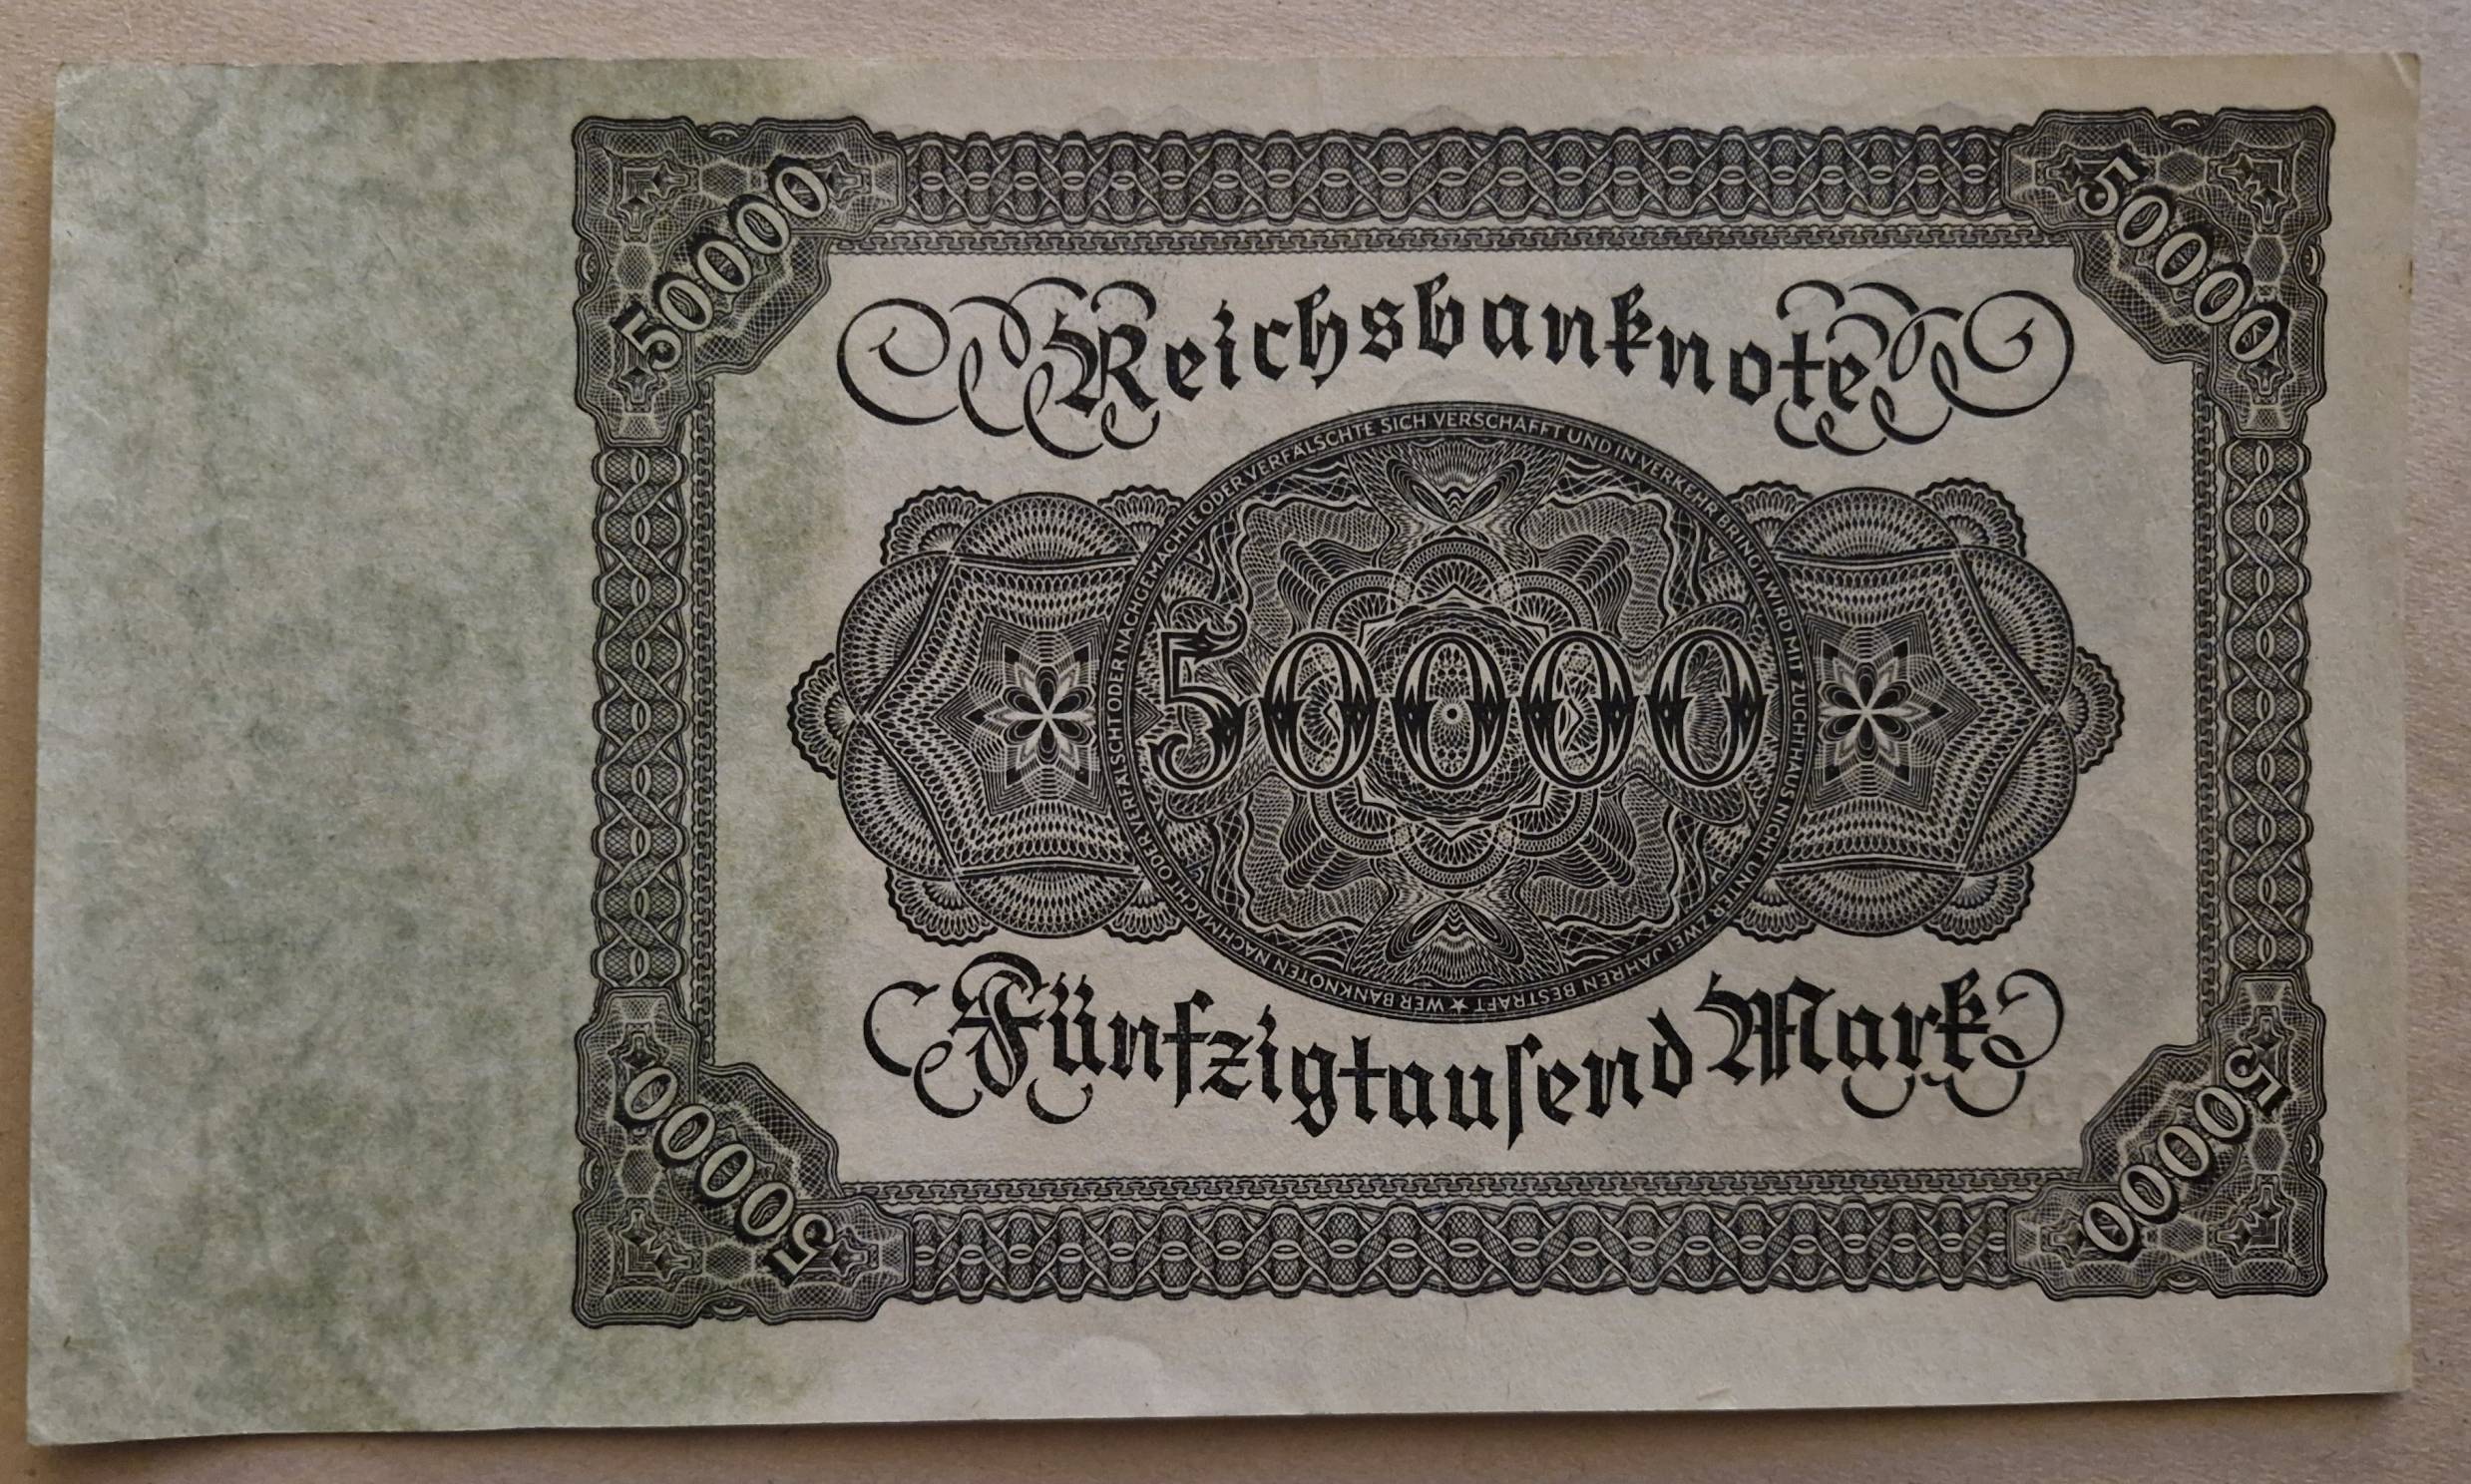 50000
50000
Reichsbanknote
WER BANKNOTEN NACHMACHT ODER VERFÄLSCHT ODER NACHGEMACHTE ODER VERFÄLSCHTE SICH VERSCHAFFT UND IN VERKEHR BRINGT, WIRD MIT ZUCHTHAUS NICHT UNTER ZWEI JAHREN BESTRAFT ★
50000
Fünfzigtauſend Mark
50000
50000